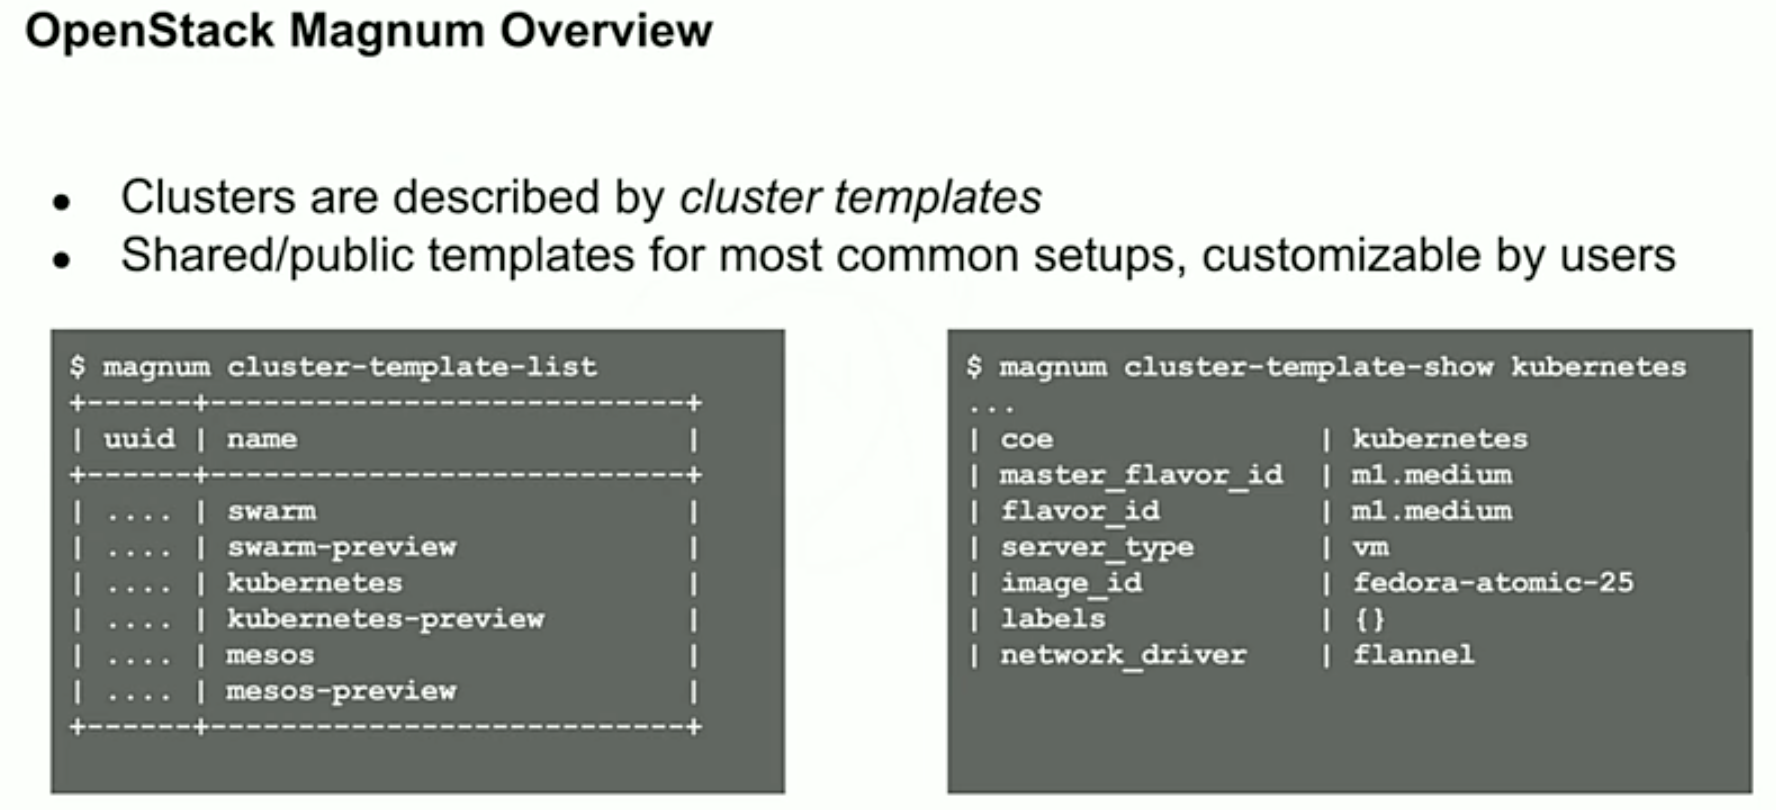 OpenStack Magnum Overview
● Clusters are described by cluster templates
● Shared/public templates for most common setups, customizable by users
$ magnum cluster-template-list
+------+---------------------------+
| uuid | name                      |
+------+---------------------------+
| .... | swarm                     |
| .... | swarm-preview             |
| .... | kubernetes                |
| .... | kubernetes-preview        |
| .... | mesos                     |
| .... | mesos-preview             |
+------+---------------------------+
$ magnum cluster-template-show kubernetes
...
| coe               | kubernetes
| master_flavor_id  | m1.medium
| flavor_id         | m1.medium
| server_type       | vm
| image_id          | fedora-atomic-25
| labels            | {}
| network_driver    | flannel